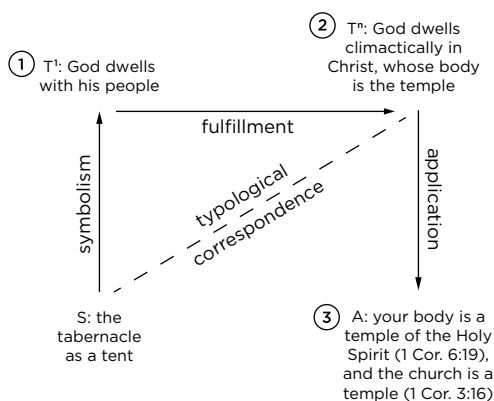 ① T¹: God dwells
with his people
② Tⁿ: God dwells
climactically in
Christ, whose body
is the temple
fulfillment
symbolism
typological
correspondence
application
S: the
tabernacle
as a tent
③ A: your body is a
temple of the Holy
Spirit (1 Cor. 6:19),
and the church is a
temple (1 Cor. 3:16)